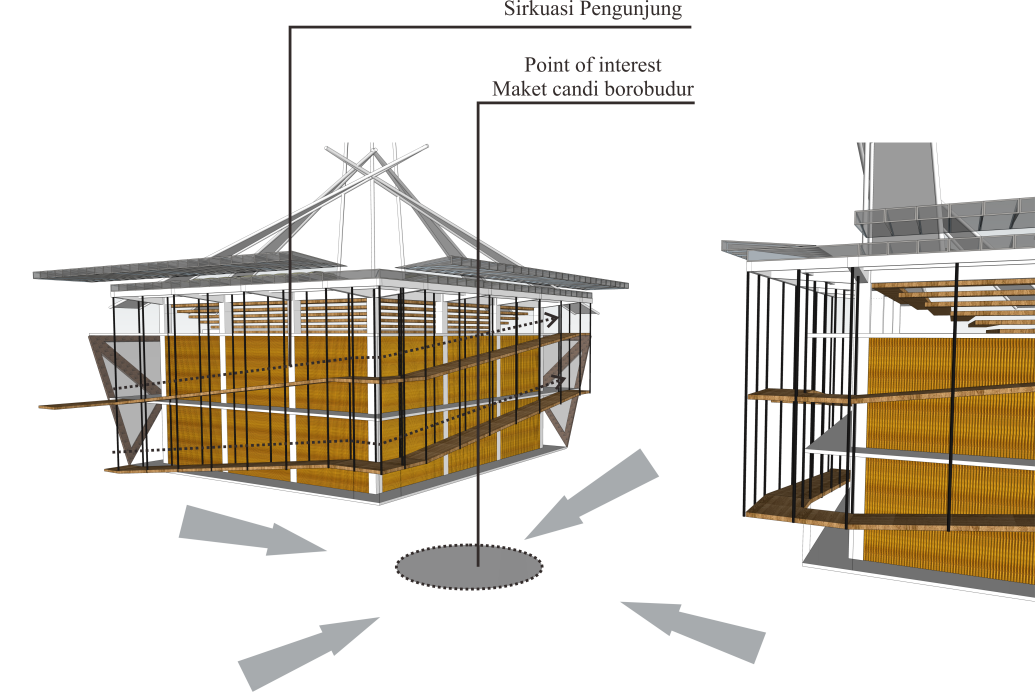 Sirkuasi Pengunjung
Point of interest
Maket candi borobudur